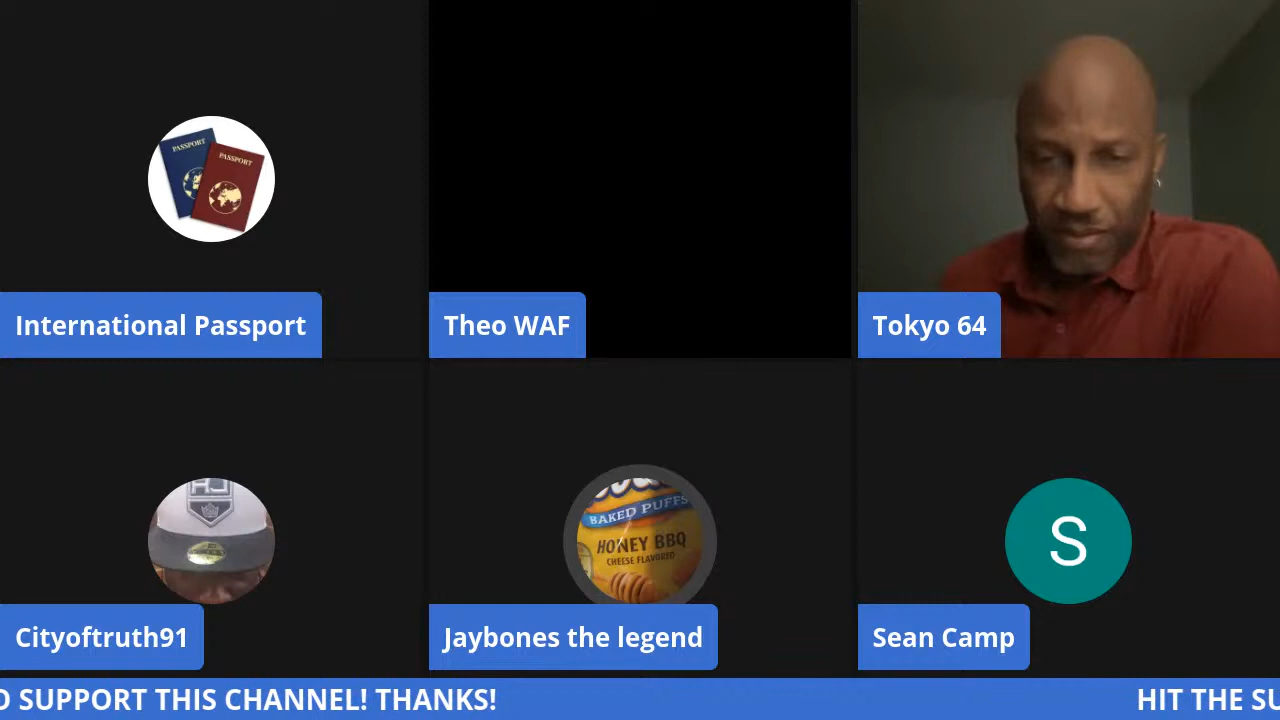 PASSPORT
PASSPORT
International Passport
Theo WAF
Tokyo 64
BAKED PUFFS
HONEY BBQ
CHEESE FLAVORED
S
Cityoftruth91
Jaybones the legend
Sean Camp
O SUPPORT THIS CHANNEL! THANKS!
HIT THE SU